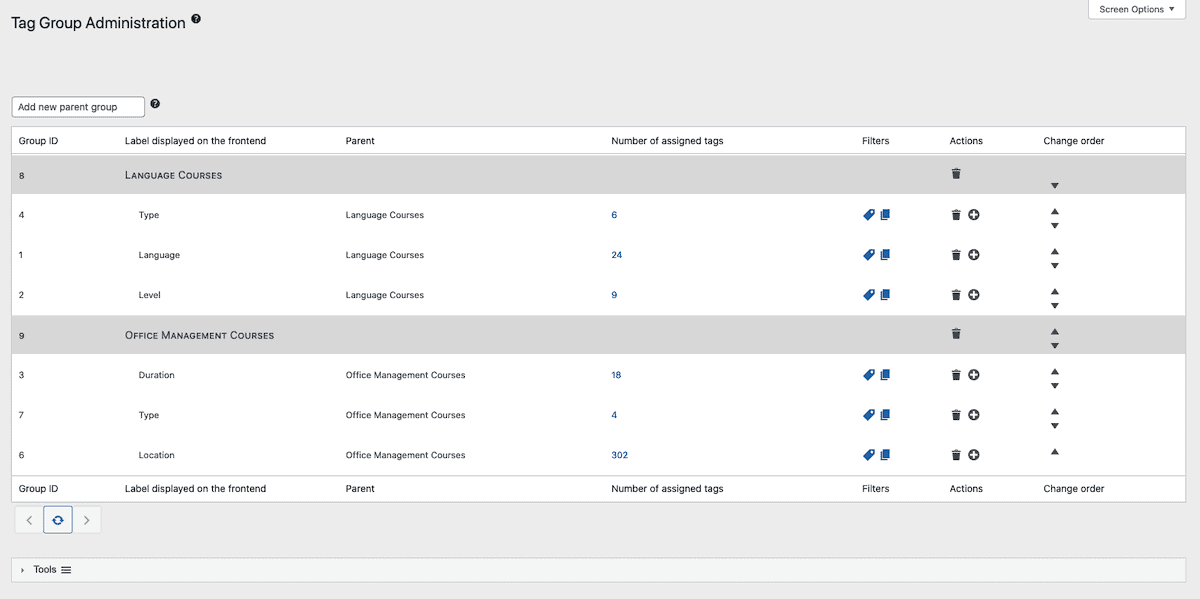 Screen Options
Tag Group Administration
Add new parent group
Group ID Label displayed on the frontend Parent Number of assigned tags Filters Actions Change order
8 Language Courses
4 Type Language Courses 6
1 Language Language Courses 24
2 Level Language Courses 9
9 Office Management Courses
3 Duration Office Management Courses 18
7 Type Office Management Courses 4
6 Location Office Management Courses 302
Group ID Label displayed on the frontend Parent Number of assigned tags Filters Actions Change order
Tools